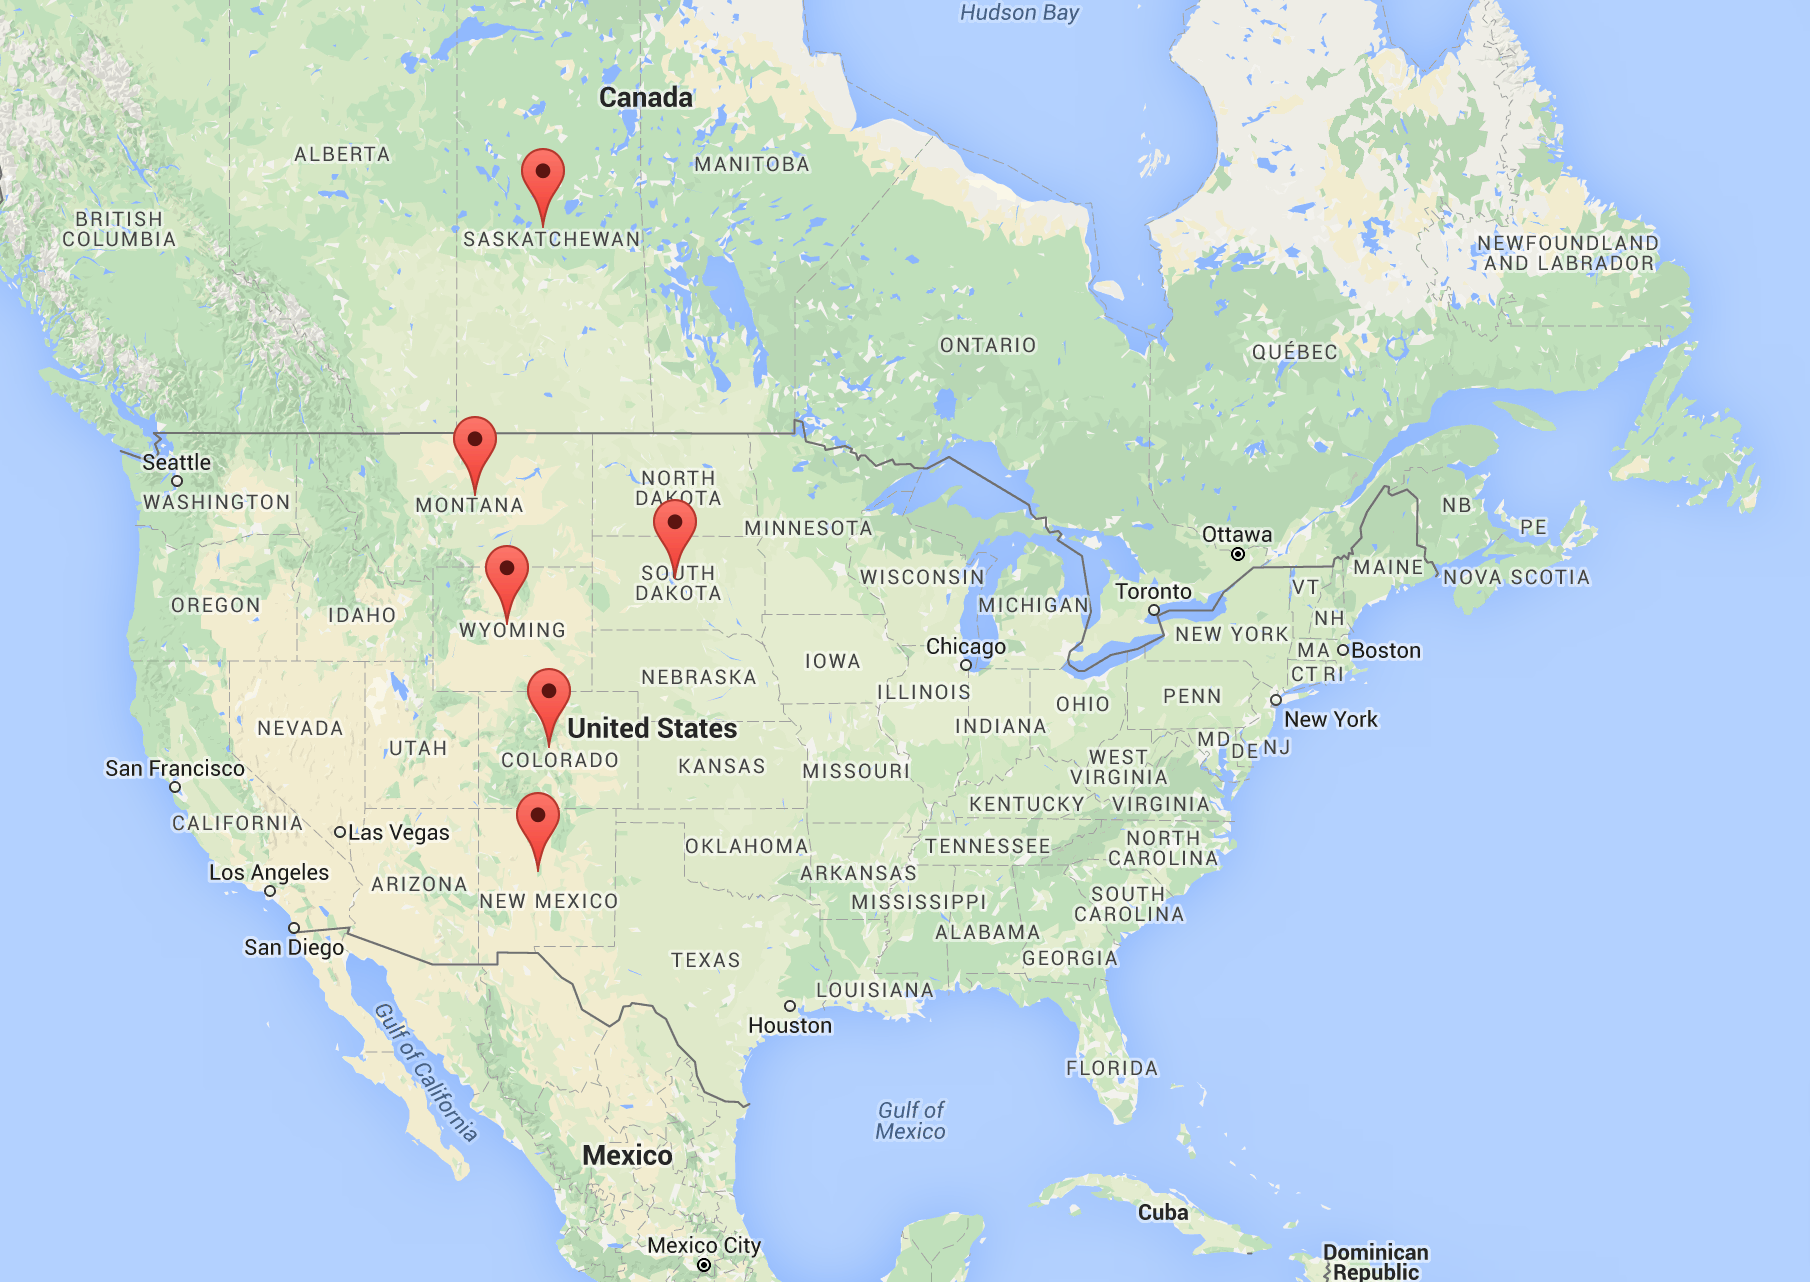 Hudson Bay
Canada
ALBERTA
MANITOBA
BRITISH
COLUMBIA
SASKATCHEWAN
NEWFOUNDLAND
AND LABRADOR
ONTARIO
QUÉBEC
Seattle
WASHINGTON
MONTANA
NORTH
DAKOTA
MINNESOTA
NB
PE
Ottawa
MAINE
NOVA SCOTIA
WISCONSIN
SOUTH
DAKOTA
OREGON
IDAHO
WYOMING
MICHIGAN
Toronto
VT
NH
NEW YORK
MA
Boston
CT
RI
Chicago
IOWA
NEBRASKA
ILLINOIS
OHIO
PENN
New York
NEVADA
UTAH
United States
COLORADO
KANSAS
MISSOURI
INDIANA
WEST
VIRGINIA
MD
DE
NJ
San Francisco
KENTUCKY
VIRGINIA
CALIFORNIA
Las Vegas
OKLAHOMA
TENNESSEE
NORTH
CAROLINA
Los Angeles
ARIZONA
NEW MEXICO
ARKANSAS
MISSISSIPPI
SOUTH
CAROLINA
San Diego
ALABAMA
GEORGIA
TEXAS
LOUISIANA
Houston
Gulf of California
FLORIDA
Gulf of
Mexico
Mexico
Cuba
Mexico City
Dominican
Republic